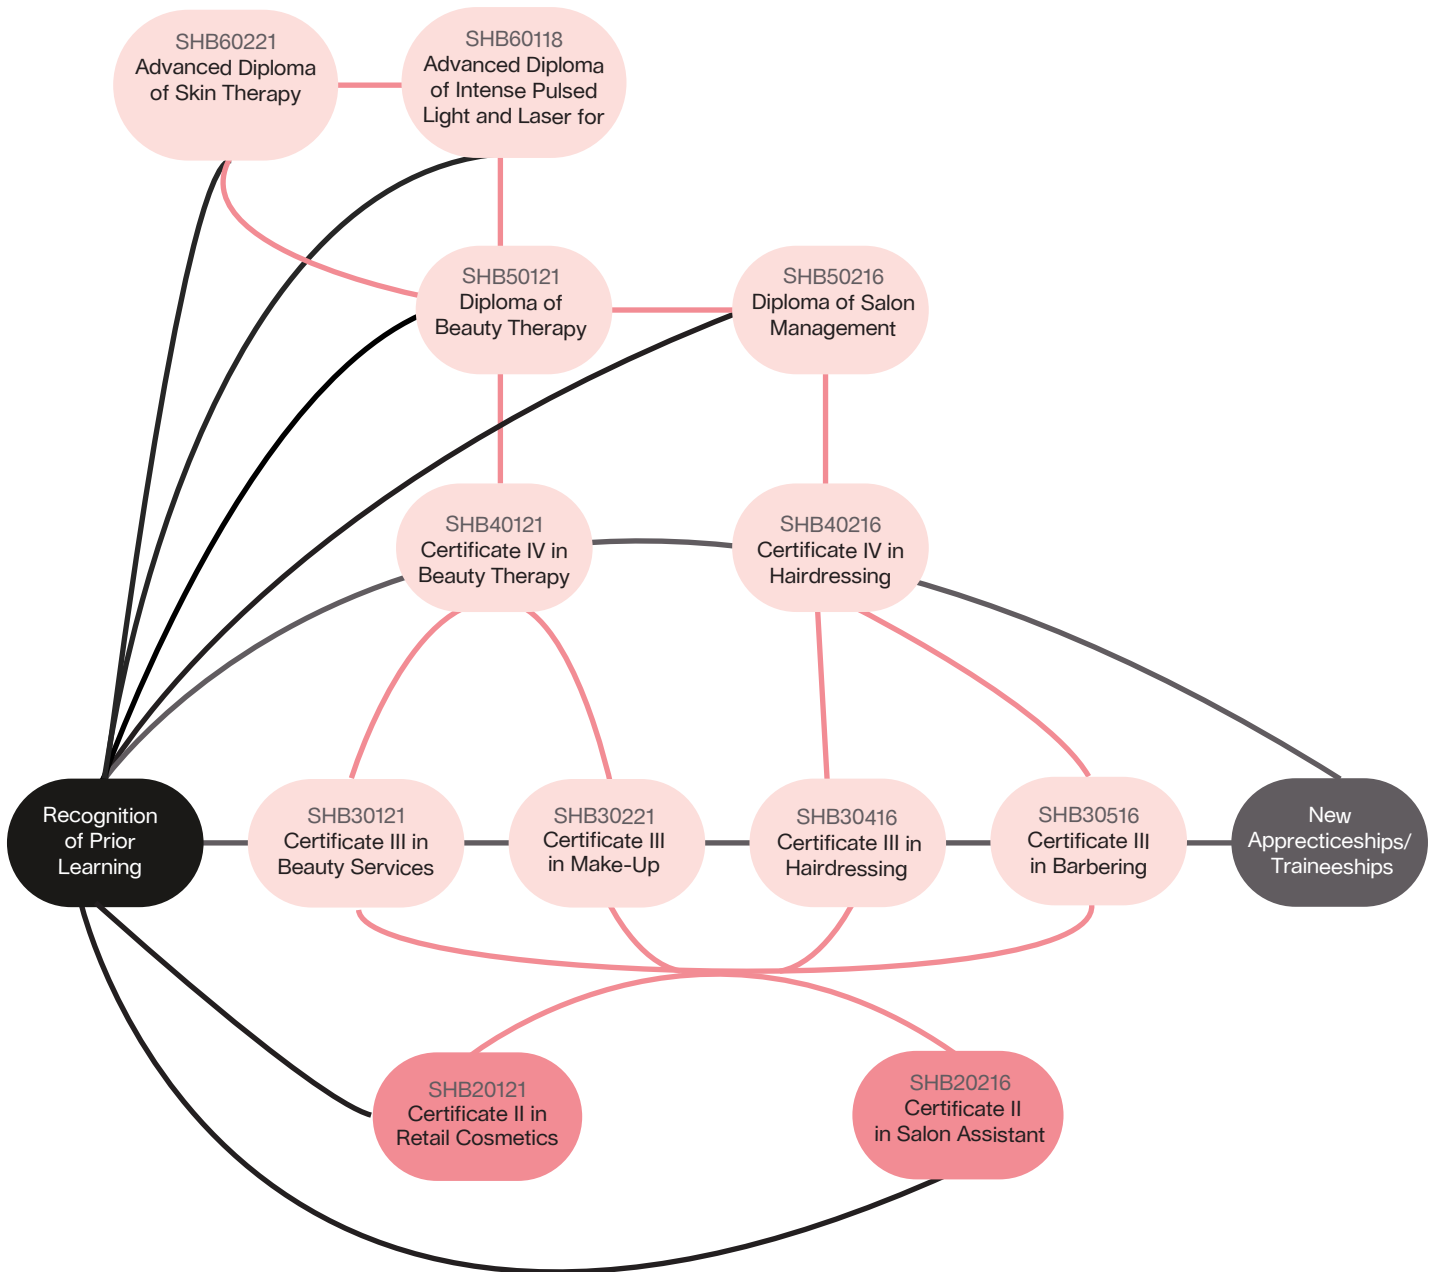 SHB60221
Advanced Diploma
of Skin Therapy
SHB60118
Advanced Diploma
of Intense Pulsed
Light and Laser for
SHB50121
Diploma of
Beauty Therapy
SHB50216
Diploma of Salon
Management
SHB40121
Certificate IV in
Beauty Therapy
SHB40216
Certificate IV in
Hairdressing
Recognition
of Prior
Learning
SHB30121
Certificate III in
Beauty Services
SHB30221
Certificate III
in Make-Up
SHB30416
Certificate III in
Hairdressing
SHB30516
Certificate III
in Barbering
New
Apprecticeships/
Traineeships
SHB20121
Certificate II in
Retail Cosmetics
SHB20216
Certificate II
in Salon Assistant